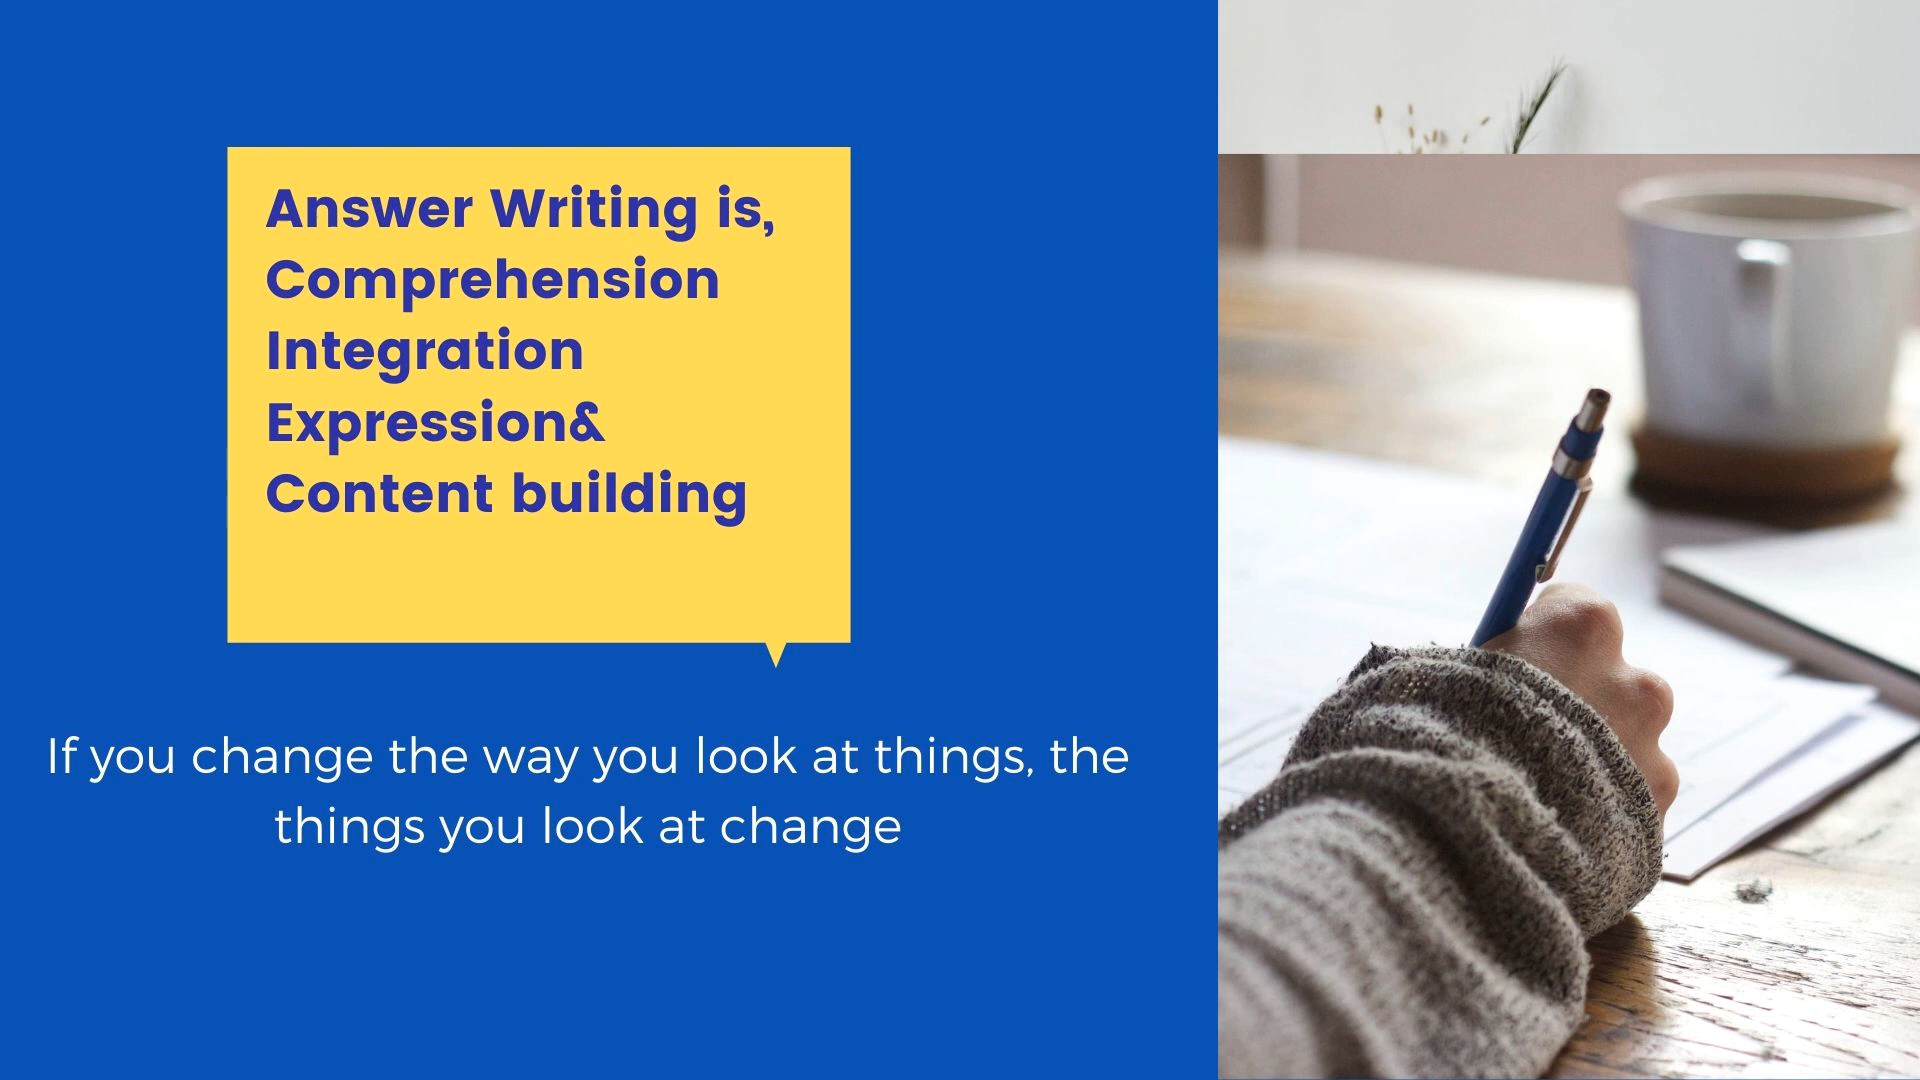 Answer Writing is,
Comprehension
Integration
Expression&
Content building
If you change the way you look at things, the
things you look at change